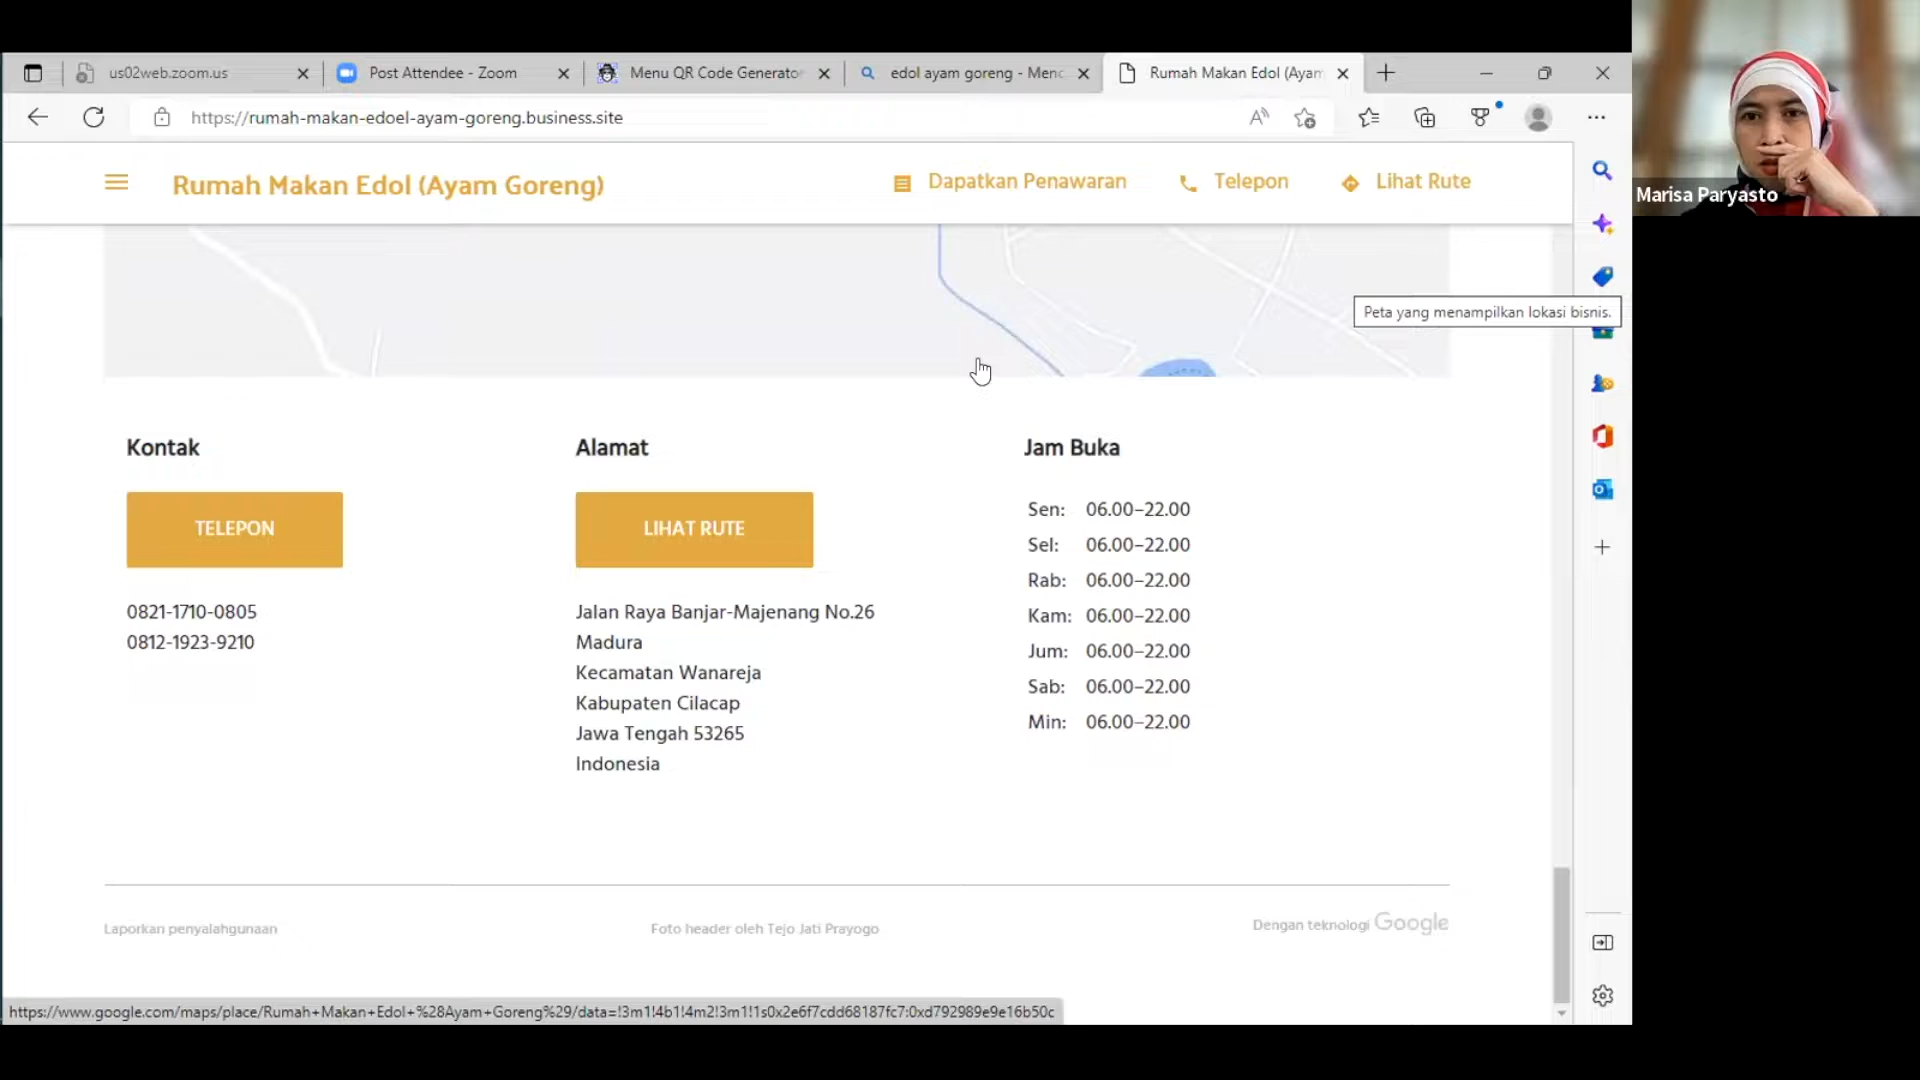 us02web.zoom.us
Post Attendee - Zoom
Menu QR Code Generator
edol ayam goreng - Menc
Rumah Makan Edol (Ayam
https://rumah-makan-edoel-ayam-goreng.business.site
Rumah Makan Edol (Ayam Goreng)
Dapatkan Penawaran
Telepon
Lihat Rute
Marisa Paryasto
Peta yang menampilkan lokasi bisnis.
Kontak
TELEPON
0821-1710-0805
0812-1923-9210
Alamat
LIHAT RUTE
Jalan Raya Banjar-Majenang No.26
Madura
Kecamatan Wanareja
Kabupaten Cilacap
Jawa Tengah 53265
Indonesia
Jam Buka
Sen: 06.00–22.00
Sel: 06.00–22.00
Rab: 06.00–22.00
Kam: 06.00–22.00
Jum: 06.00–22.00
Sab: 06.00–22.00
Min: 06.00–22.00
Laporkan penyalahgunaan
Foto header oleh Tejo Jati Prayogo
Dengan teknologi Google
https://www.google.com/maps/place/Rumah+Makan+Edol+%28Ayam+Goreng%29/data=!3m1!4b1!4m2!3m1!1s0x2e6f7cdd68187fc7:0xd792989e9e16b50c